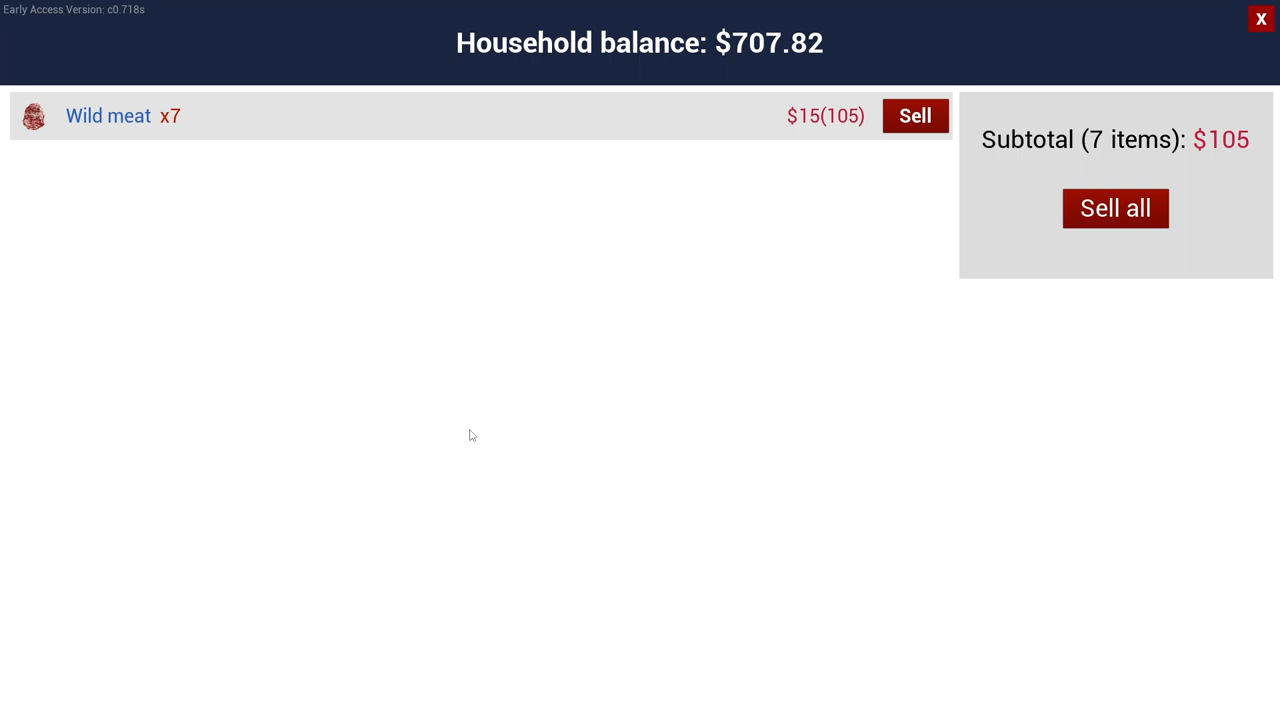 Early Access Version: c0.718s
X
Household balance: $707.82
Wild meat x7 $15(105) Sell
Subtotal (7 items): $105
Sell all